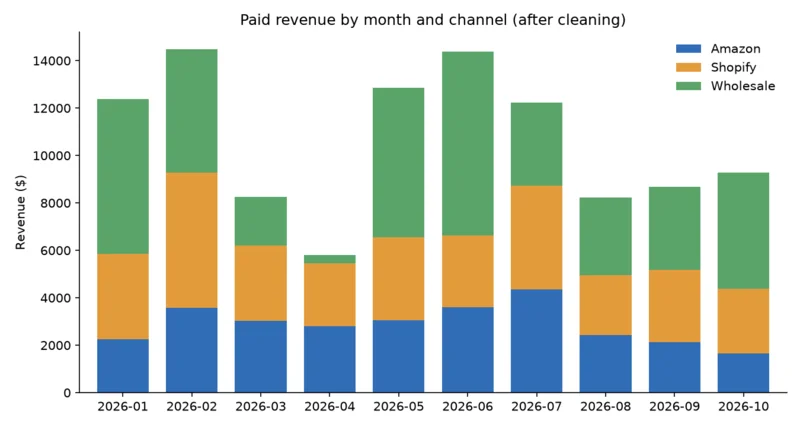 Paid revenue by month and channel (after cleaning)
Amazon
Shopify
Wholesale
Revenue ($)
14000
12000
10000
8000
6000
4000
2000
0
2026-01 2026-02 2026-03 2026-04 2026-05 2026-06 2026-07 2026-08 2026-09 2026-10